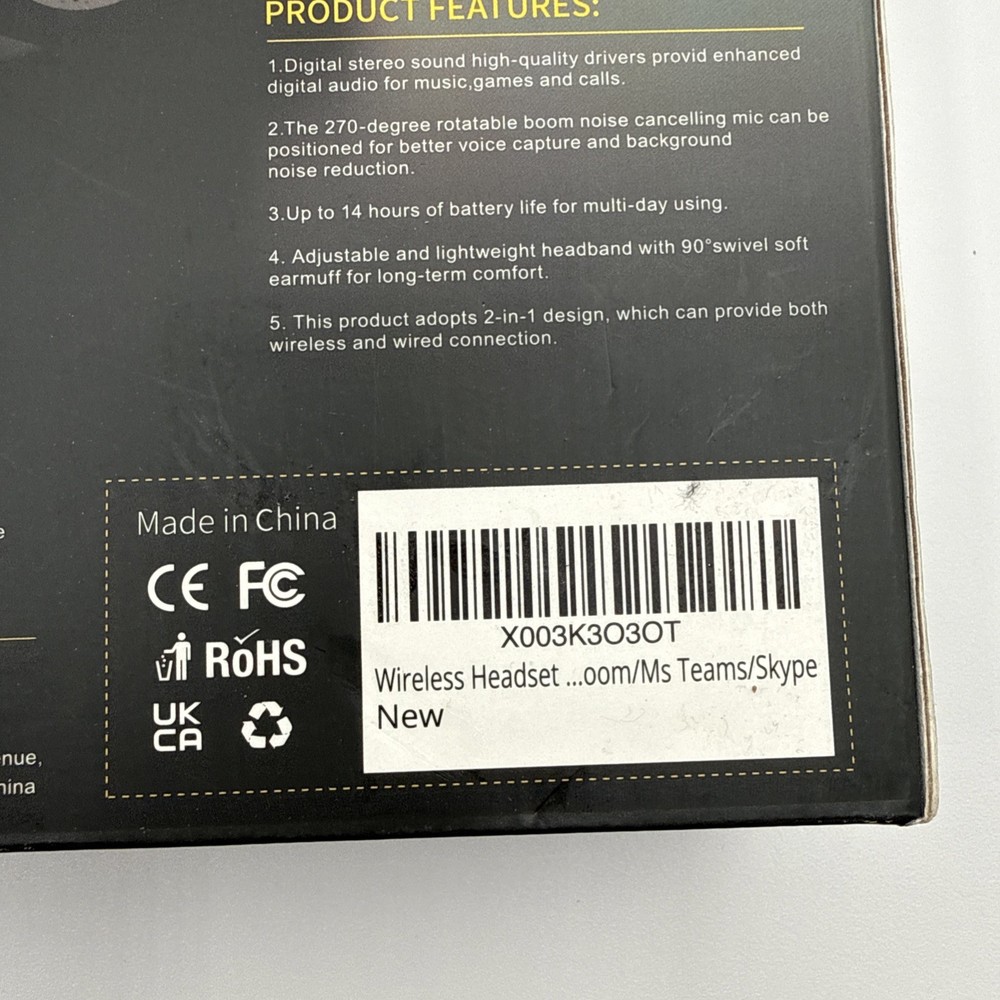 PRODUCT FEATURES:
1.Digital stereo sound high-quality drivers provid enhanced
digital audio for music,games and calls.
2.The 270-degree rotatable boom noise cancelling mic can be
positioned for better voice capture and background
noise reduction.
3.Up to 14 hours of battery life for multi-day using.
4. Adjustable and lightweight headband with 90°swivel soft
earmuff for long-term comfort.
5. This product adopts 2-in-1 design, which can provide both
wireless and wired connection.
Made in China
CE FC
RoHS
UK
CA
X003K3O3OT
Wireless Headset ...oom/Ms Teams/Skype
New
nue,